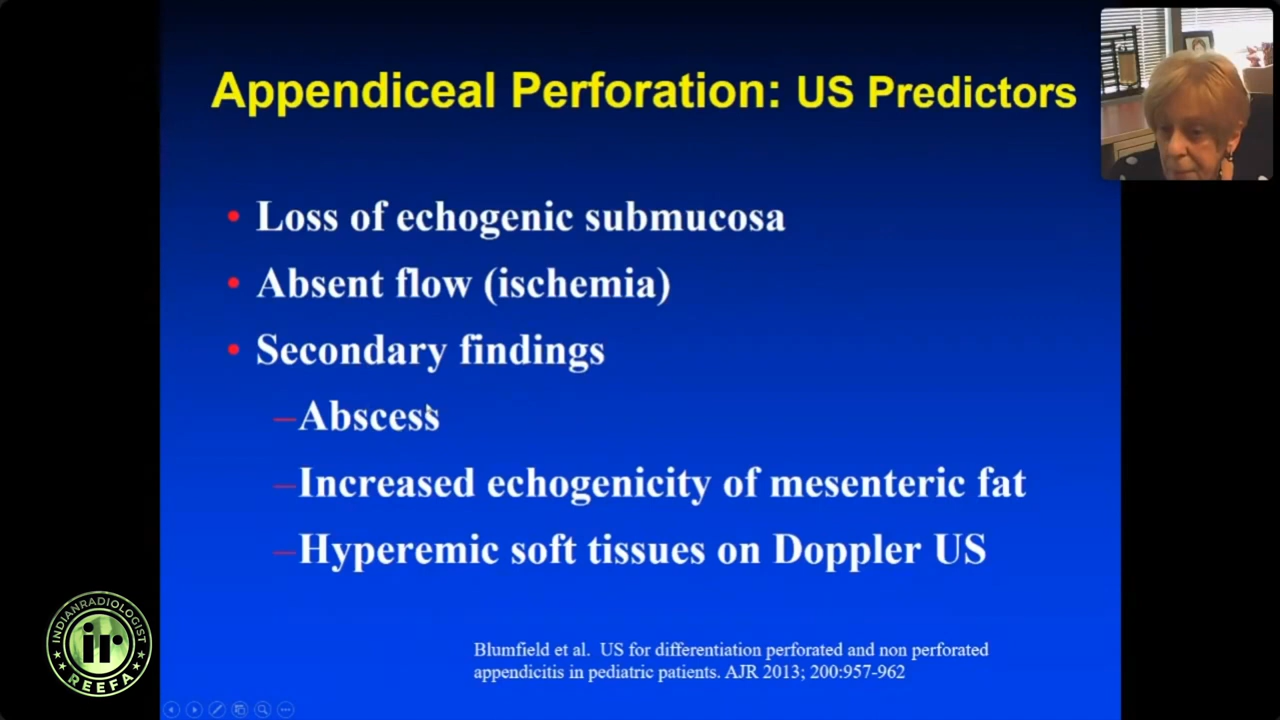 Appendiceal Perforation: US Predictors
• Loss of echogenic submucosa
• Absent flow (ischemia)
• Secondary findings
–Abscess
–Increased echogenicity of mesenteric fat
–Hyperemic soft tissues on Doppler US
Blumfield et al.  US for differentiation perforated and non perforated
appendicitis in pediatric patients. AJR 2013; 200:957-962
INDIANRADIOLOGIST
ir
REEFA